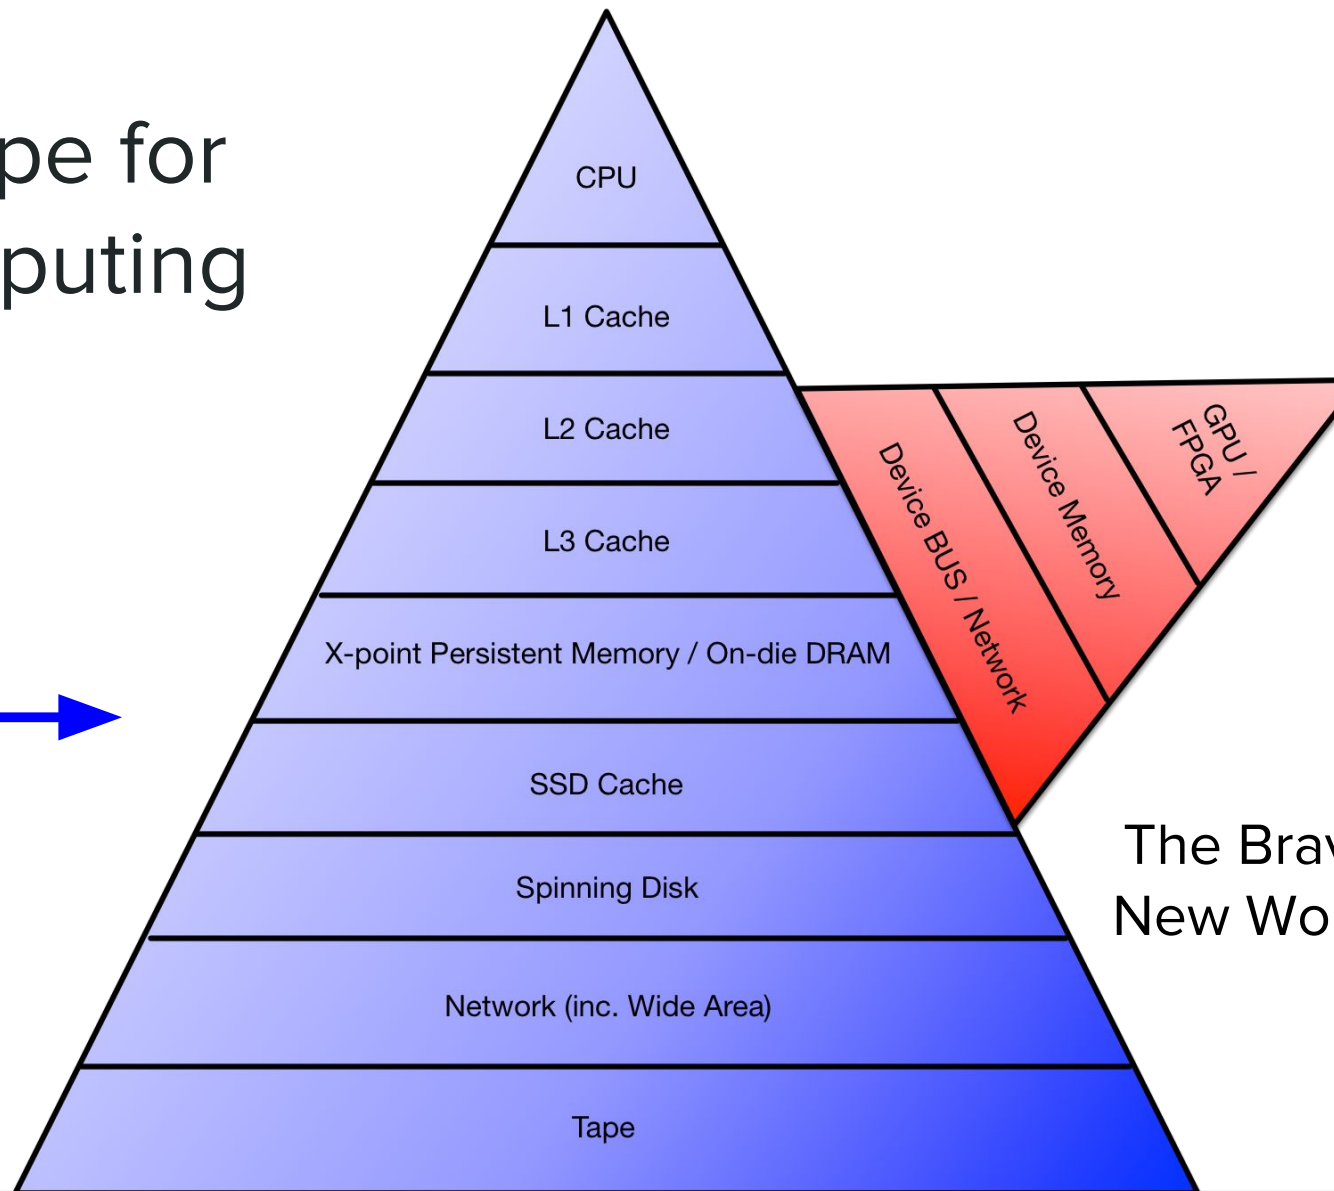 pe for
puting
CPU
L1 Cache
L2 Cache
L3 Cache
X-point Persistent Memory / On-die DRAM
SSD Cache
Spinning Disk
Network (inc. Wide Area)
Tape
Device BUS / Network
Device Memory
GPU /
FPGA
The Brav
New Wo